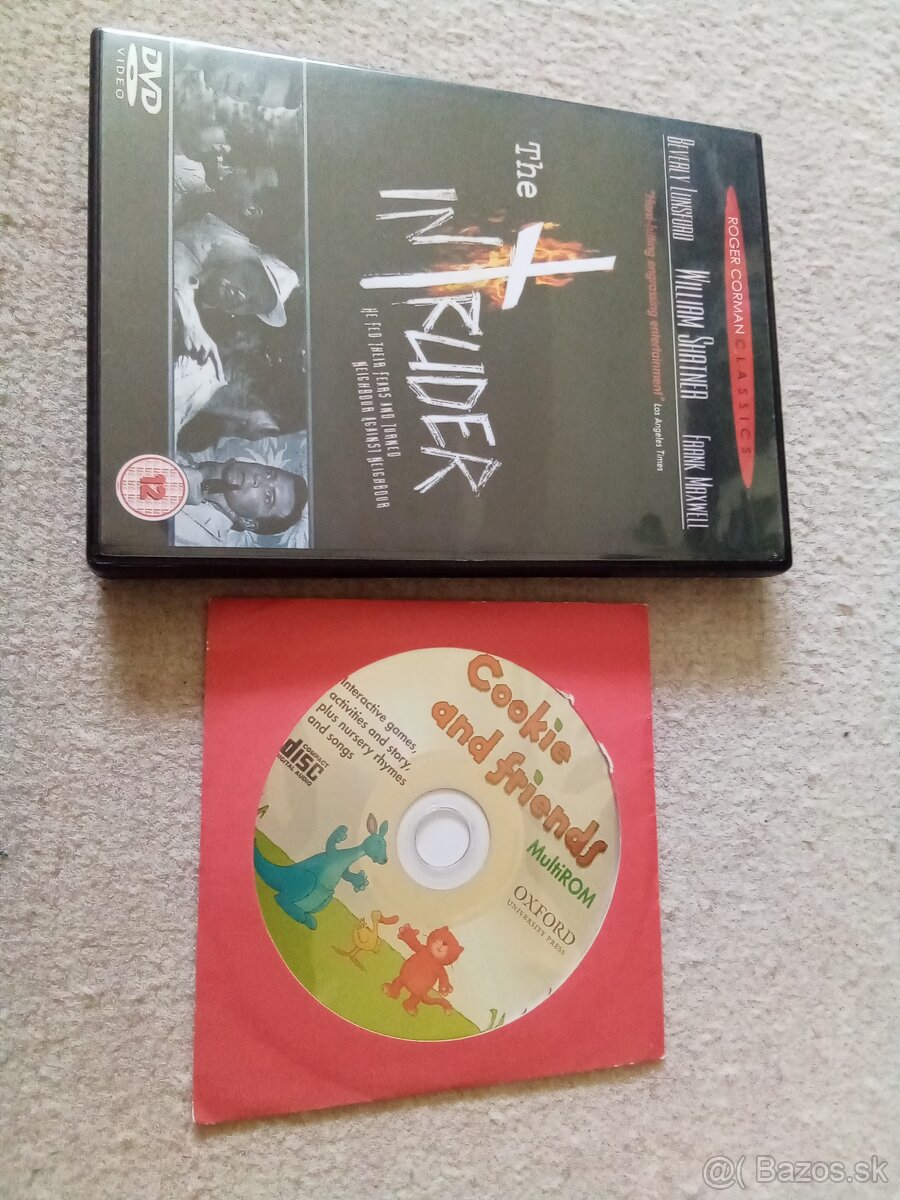 ROGER CORMAN CLASSICS
BEVERLY LUNSFORD WILLIAM SHATNER FRANK MAXWELL
"Hard hitting engrossing entertainment" Los Angeles Times
The
INTRUDER
HE FED THEIR FEARS AND TURNED
NEIGHBOUR AGAINST NEIGHBOUR
DVD
VIDEO
12
Cookie
and friends
MultiROM
OXFORD
UNIVERSITY PRESS
Interactive games,
activities and story,
plus nursery rhymes
and songs
COMPACT
disc
DIGITAL AUDIO
@( Bazos.sk